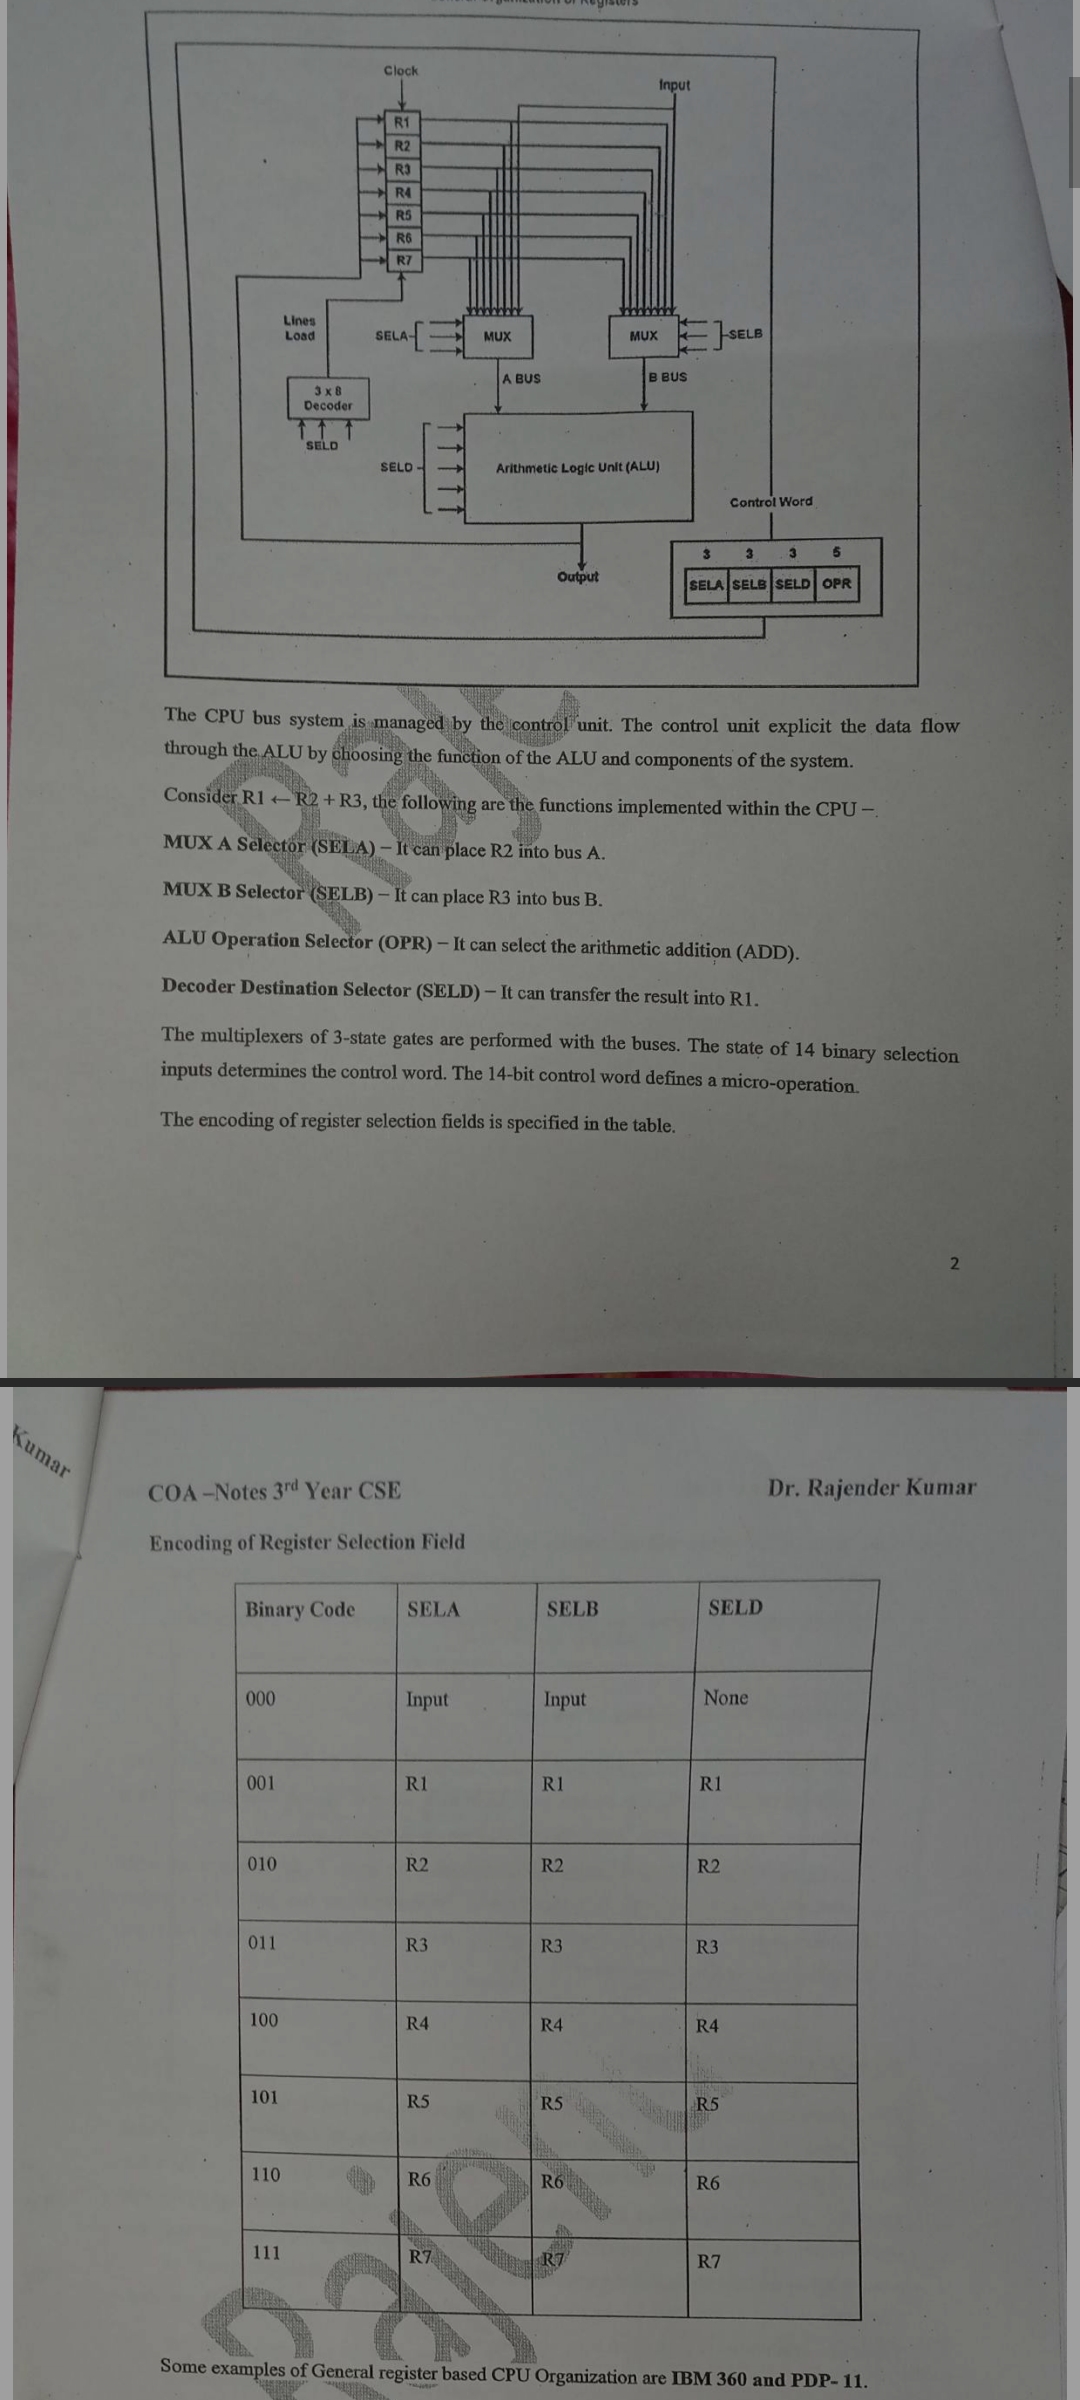 Clock
Input
R1
R2
R3
R4
R5
R6
R7
Lines
Load
SELA
MUX
MUX
SELB
A BUS
B BUS
3 x 8
Decoder
SELD
SELD
Arithmetic Logic Unit (ALU)
Control Word
3 3 3 5
SELA SELB SELD OPR
Output
The CPU bus system is managed by the control unit. The control unit explicit the data flow
through the ALU by choosing the function of the ALU and components of the system.
Consider R1 ← R2 + R3, the following are the functions implemented within the CPU –
MUX A Selector (SELA) – It can place R2 into bus A.
MUX B Selector (SELB) – It can place R3 into bus B.
ALU Operation Selector (OPR) – It can select the arithmetic addition (ADD).
Decoder Destination Selector (SELD) – It can transfer the result into R1.
The multiplexers of 3-state gates are performed with the buses. The state of 14 binary selection
inputs determines the control word. The 14-bit control word defines a micro-operation.
The encoding of register selection fields is specified in the table.
2
Kumar
COA –Notes 3rd Year CSE Dr. Rajender Kumar
Encoding of Register Selection Field
Binary Code SELA SELB SELD
000 Input Input None
001 R1 R1 R1
010 R2 R2 R2
011 R3 R3 R3
100 R4 R4 R4
101 R5 R5 R5
110 R6 R6 R6
111 R7 R7 R7
Some examples of General register based CPU Organization are IBM 360 and PDP- 11.